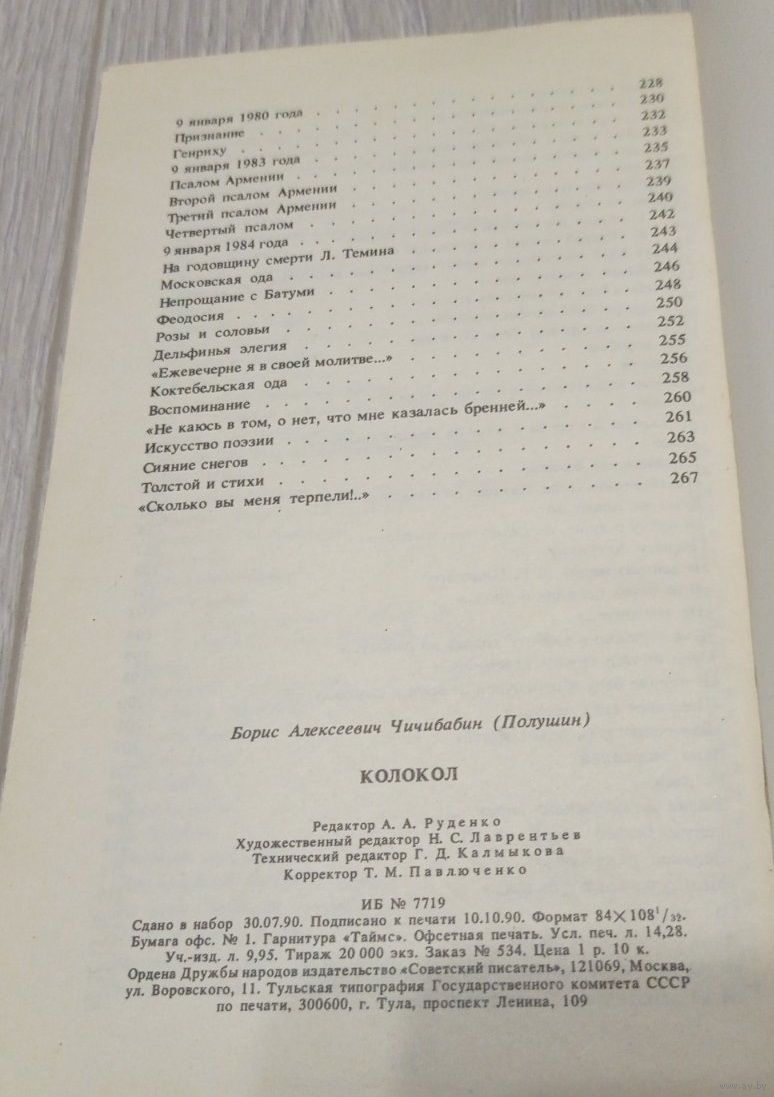 9 января 1980 года . . . . . . . . . . . . 228
Признание . . . . . . . . . . . . 230
Генриху . . . . . . . . . . . . 232
9 января 1983 года . . . . . . . . . . . . 233
Псалом Армении . . . . . . . . . . . . 235
Второй псалом Армении . . . . . . . . . . . . 237
Третий псалом Армении . . . . . . . . . . . . 239
Четвертый псалом . . . . . . . . . . . . 240
9 января 1984 года . . . . . . . . . . . . 242
На годовщину смерти Л. Темина . . . . . . . . . 243
Московская ода . . . . . . . . . . . . 244
Непрощание с Батуми . . . . . . . . . . . . 246
Феодосия . . . . . . . . . . . . 248
Розы и соловьи . . . . . . . . . . . . 250
Дельфинья элегия . . . . . . . . . . . . 252
«Ежевечерне я в своей молитве...» . . . . . . . . . 255
Коктебельская ода . . . . . . . . . . . . 256
Воспоминание . . . . . . . . . . . . 258
«Не каюсь в том, о нет, что мне казалась бренней...» . . . . 260
Искусство поэзии . . . . . . . . . . . . 261
Сияние снегов . . . . . . . . . . . . 263
Толстой и стихи . . . . . . . . . . . . 265
«Сколько вы меня терпели!..» . . . . . . . . . . 267
Борис Алексеевич Чичибабин (Полушин)
КОЛОКОЛ
Редактор А. А. Руденко
Художественный редактор Н. С. Лаврентьев
Технический редактор Г. Д. Калмыкова
Корректор Т. М. Павлюченко
ИБ № 7719
Сдано в набор 30.07.90. Подписано к печати 10.10.90. Формат 84×108¹/₃₂.
Бумага офс. № 1. Гарнитура «Таймс». Офсетная печать. Усл. печ. л. 14,28.
Уч.-изд. л. 9,95. Тираж 20 000 экз. Заказ № 534. Цена 1 р. 10 к.
Ордена Дружбы народов издательство «Советский писатель», 121069, Москва,
ул. Воровского, 11. Тульская типография Государственного комитета СССР
по печати, 300600, г. Тула, проспект Ленина, 109
www.ay.by